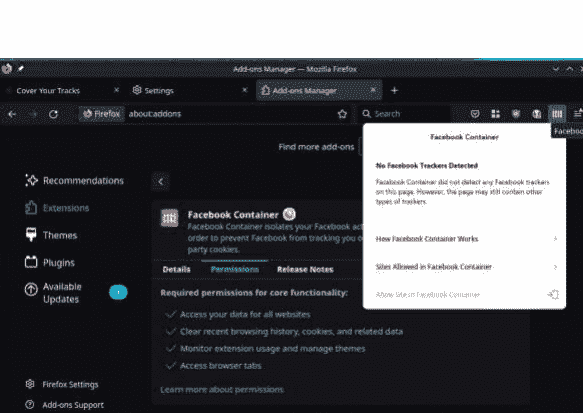 Add-ons Manager — Mozilla Firefox
Cover Your Tracks
Settings
Add-ons Manager
Firefox about:addons
Search
Facebook Container
Find more add-ons
No Facebook Trackers Detected
Facebook Container did not detect any Facebook trackers
on this page. However, the page may still contain other
types of trackers.
How Facebook Container Works
Sites Allowed in Facebook Container
Allow Site in Facebook Container
Recommendations
Extensions
Themes
Plugins
Available
Updates
Facebook Container
Facebook Container isolates your Facebook
order to prevent Facebook from tracking you
party cookies.
Details Permissions Release Notes
Required permissions for core functionality:
Access your data for all websites
Clear recent browsing history, cookies, and related data
Monitor extension usage and manage themes
Access browser tabs
Learn more about permissions
Firefox Settings
Add-ons Support